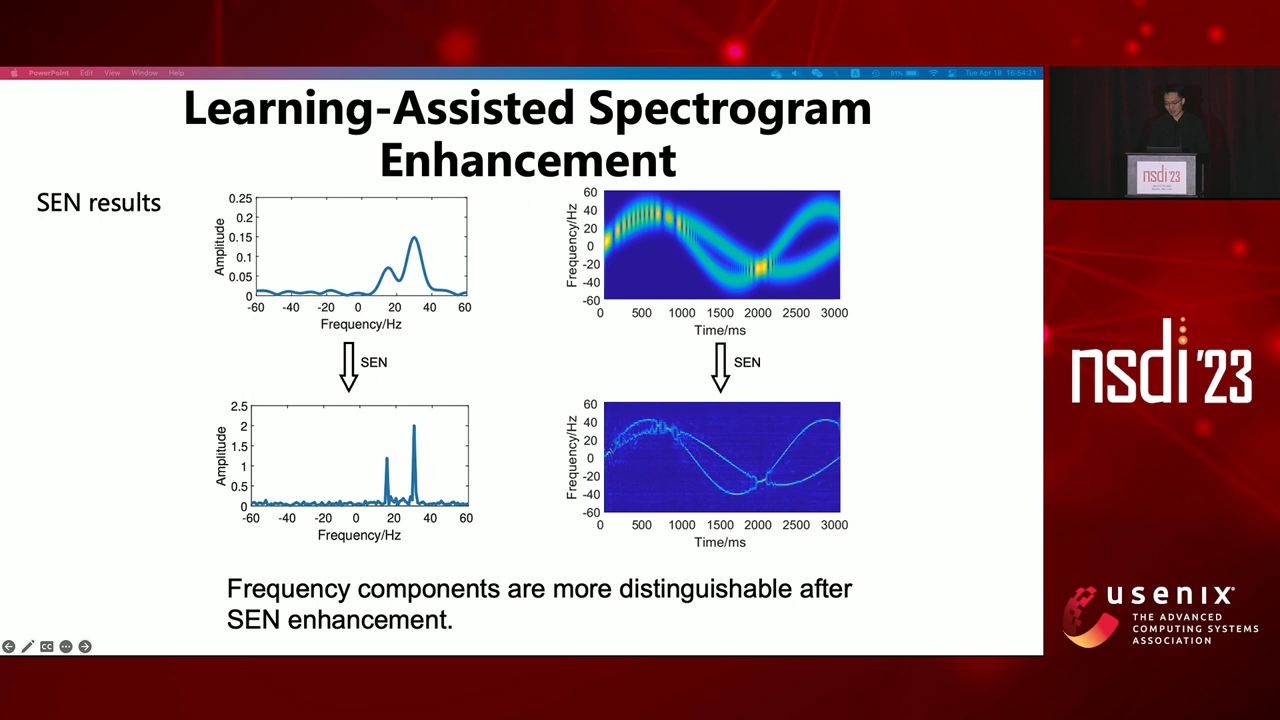 PowerPoint Edit View Window Help
91%
Tue Apr 18 16:54:21
Learning-Assisted Spectrogram
Enhancement
SEN results
0.25
0.2
0.15
0.1
0.05
0
Amplitude
-60 -40 -20 0 20 40 60
Frequency/Hz
60
40
20
0
-20
-40
-60
Frequency/Hz
0 500 1000 1500 2000 2500 3000
Time/ms
SEN
SEN
2.5
2
1.5
1
0.5
0
Amplitude
-60 -40 -20 0 20 40 60
Frequency/Hz
60
40
20
0
-20
-40
-60
Frequency/Hz
0 500 1000 1500 2000 2500 3000
Time/ms
Frequency components are more distinguishable after
SEN enhancement.
CC
nsdi '23
nsdi '23
usenix®
THE ADVANCED
COMPUTING SYSTEMS
ASSOCIATION